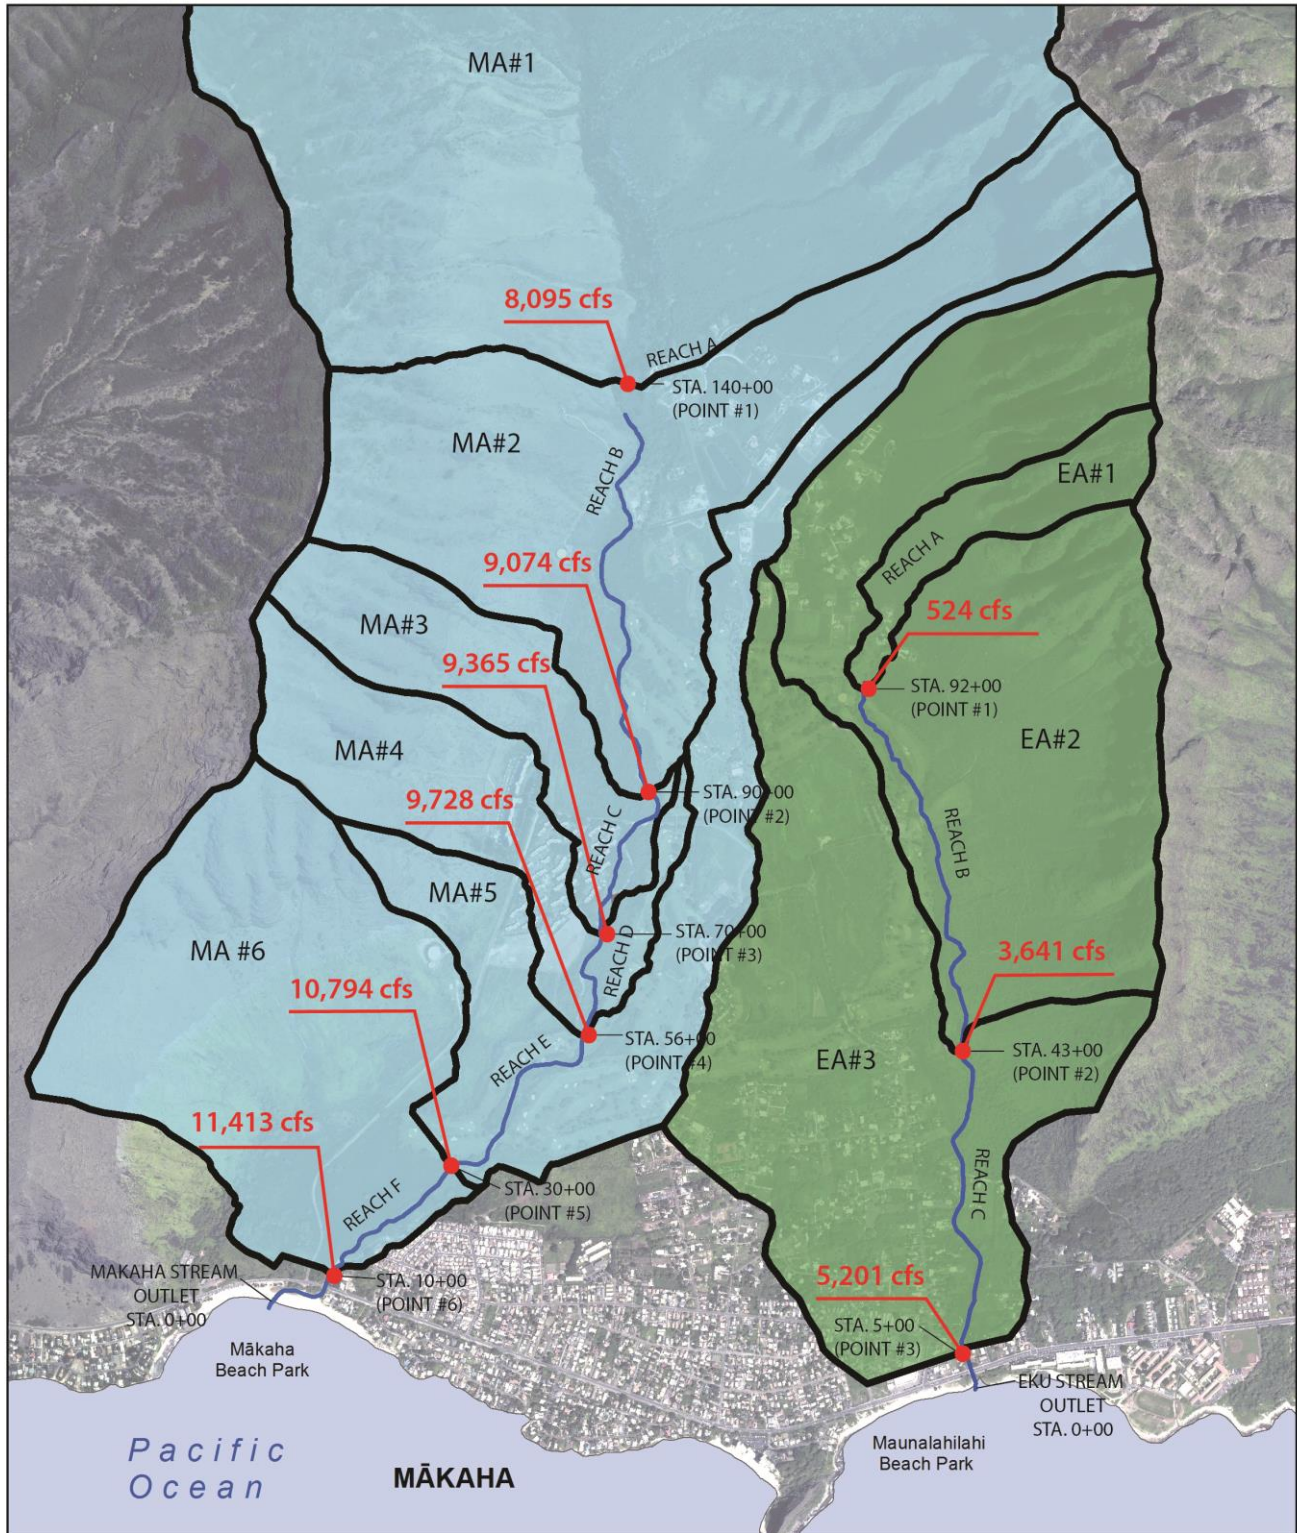 MA#1
8,095 cfs
REACH A
STA. 140+00
(POINT #1)
MA#2
REACH B
EA#1
REACH A
9,074 cfs
MA#3
524 cfs
9,365 cfs
STA. 92+00
(POINT #1)
MA#4
EA#2
STA. 90+00
(POINT #2)
9,728 cfs
REACH C
REACH B
MA#5
STA. 70+00
(POINT #3)
REACH D
MA #6
3,641 cfs
10,794 cfs
STA. 56+00
(POINT #4)
REACH E
EA#3
STA. 43+00
(POINT #2)
11,413 cfs
REACH C
REACH F
STA. 30+00
(POINT #5)
MAKAHA STREAM
OUTLET
STA. 0+00
STA. 10+00
(POINT #6)
5,201 cfs
STA. 5+00
(POINT #3)
Mākaha
Beach Park
EKU STREAM
OUTLET
STA. 0+00
Maunalahilahi
Beach Park
Pacific
Ocean
MĀKAHA